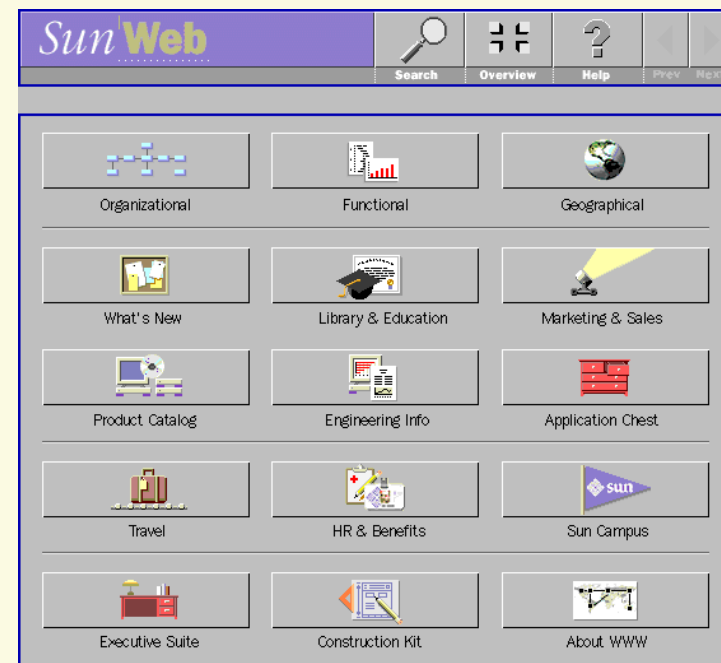 Sun Web
Search Overview Help Prev Next
Organizational Functional Geographical
What's New Library & Education Marketing & Sales
Product Catalog Engineering Info Application Chest
sun
Travel HR & Benefits Sun Campus
Executive Suite Construction Kit About WWW